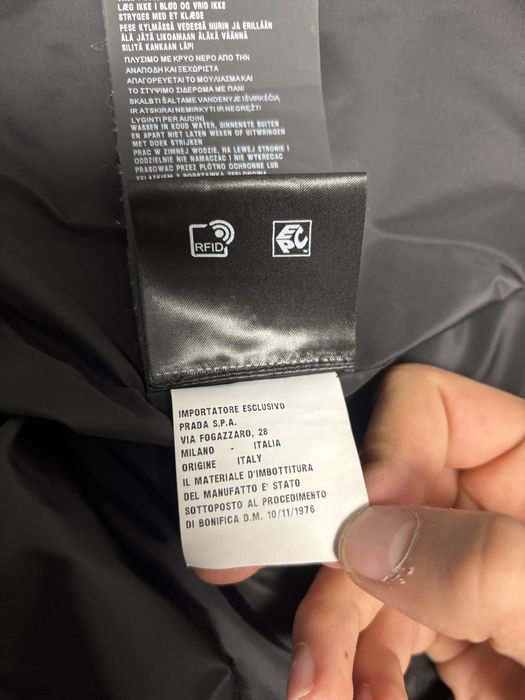 LÆG IKKE I BLØD OG VRID IKKE
STRYGES MED ET KLÆDE
PESE KYLMÄSSÄ VEDESSÄ NURIN JA ERILLÄÄN
ÄLÄ JÄTÄ LIKOAMAAN ÄLÄKÄ VÄÄNNÄ
SILITÄ KANKAAN LÄPI
ΠΛΥΣΙΜΟ ΜΕ ΚΡΥΟ ΝΕΡΟ ΑΠΟ ΤΗΝ
ΑΝΑΠΟΔΗ ΚΑΙ ΞΕΧΩΡΙΣΤΑ
ΑΠΑΓΟΡΕΥΕΤΑΙ ΤΟ ΜΟΥΛΙΑΣΜΑ ΚΑΙ
ΤΟ ΣΤΥΨΙΜΟ ΣΙΔΕΡΩΜΑ ΜΕ ΠΑΝΙ
SKALBTI ŠALTAME VANDENYJE IŠVIRKŠČIĄ
IR ATSKIRAI NEMIRKYTI IR NEGRĘŽTI
LYGINTI PER AUDINĮ
WASSEN IN KOUD WATER, BINNENSTE BUITEN
EN APART NIET LATEN WEKEN OF UITWRINGEN
MET DOEK STRIJKEN
PRAĆ W ZIMNEJ WODZIE, NA LEWEJ STRONIE I
ODDZIELNIE NIE NAMACZAĆ I NIE WYKRĘCAĆ
PRASOWAĆ PRZEZ PŁÓTNO OCHRONNE LUB
RFID
EPC
IMPORTATORE ESCLUSIVO
PRADA S.P.A.
VIA FOGAZZARO, 28
MILANO - ITALIA
ORIGINE ITALY
IL MATERIALE D'IMBOTTITURA
DEL MANUFATTO E' STATO
SOTTOPOSTO AL PROCEDIMENTO
DI BONIFICA D.M. 10/11/1976